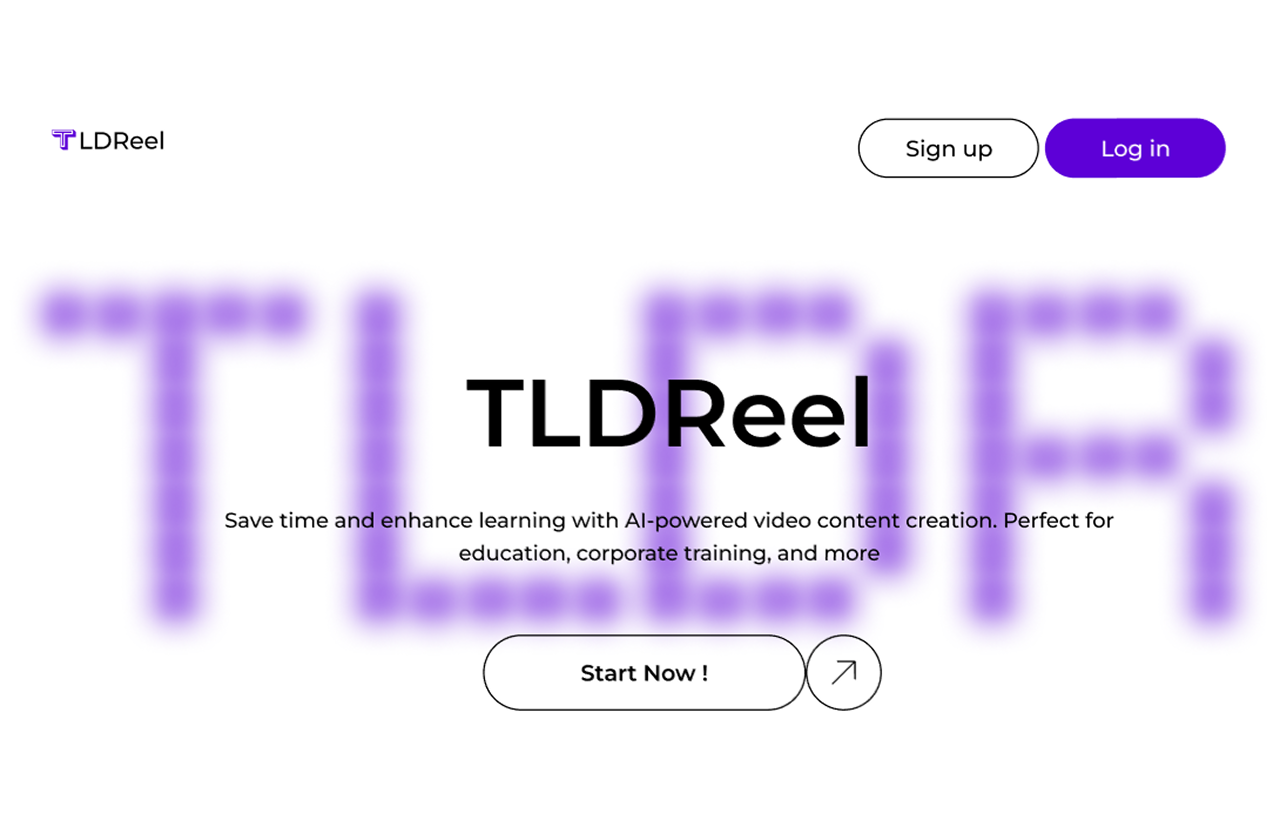 TLDReel
Sign up
Log in
TLDR
TLDReel
Save time and enhance learning with AI-powered video content creation. Perfect for
education, corporate training, and more
Start Now !